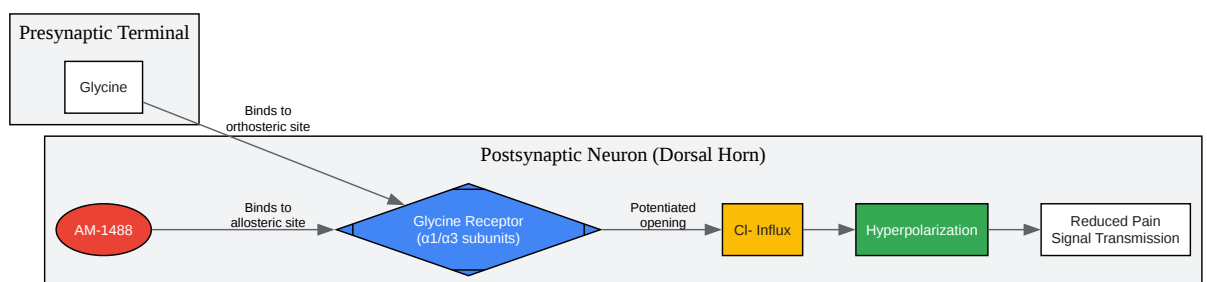 Presynaptic Terminal
Glycine
Binds to
orthosteric site
Postsynaptic Neuron (Dorsal Horn)
AM-1488
Binds to
allosteric site
Glycine Receptor
(α1/α3 subunits)
Potentiated
opening
Cl- Influx
Hyperpolarization
Reduced Pain
Signal Transmission